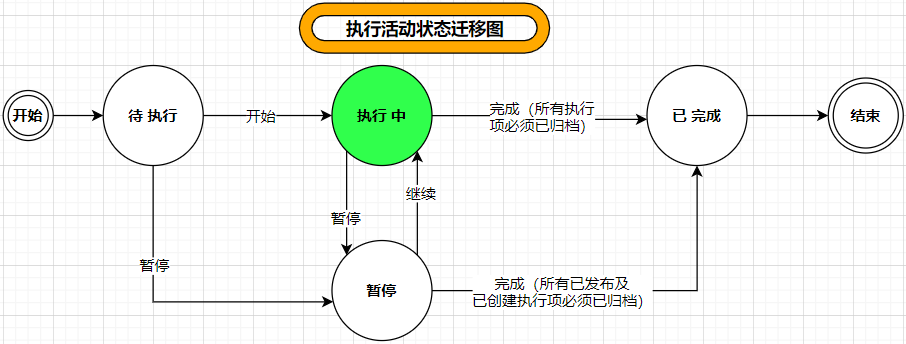 执行活动状态迁移图
开始
待 执行
开始
执行 中
完成（所有执行
项必须已归档）
已 完成
结束
暂停
继续
暂停
暂停
完成（所有已发布及
已创建执行项必须已归档）